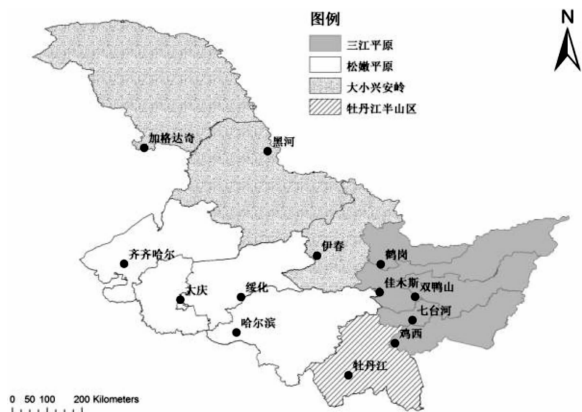 图例
N
三江平原
松嫩平原
大小兴安岭
牡丹江半山区
加格达奇
黑河
伊春
齐齐哈尔
鹤岗
大庆
绥化
佳木斯
双鸭山
七台河
哈尔滨
鸡西
牡丹江
0 50 100 200 Kilometers